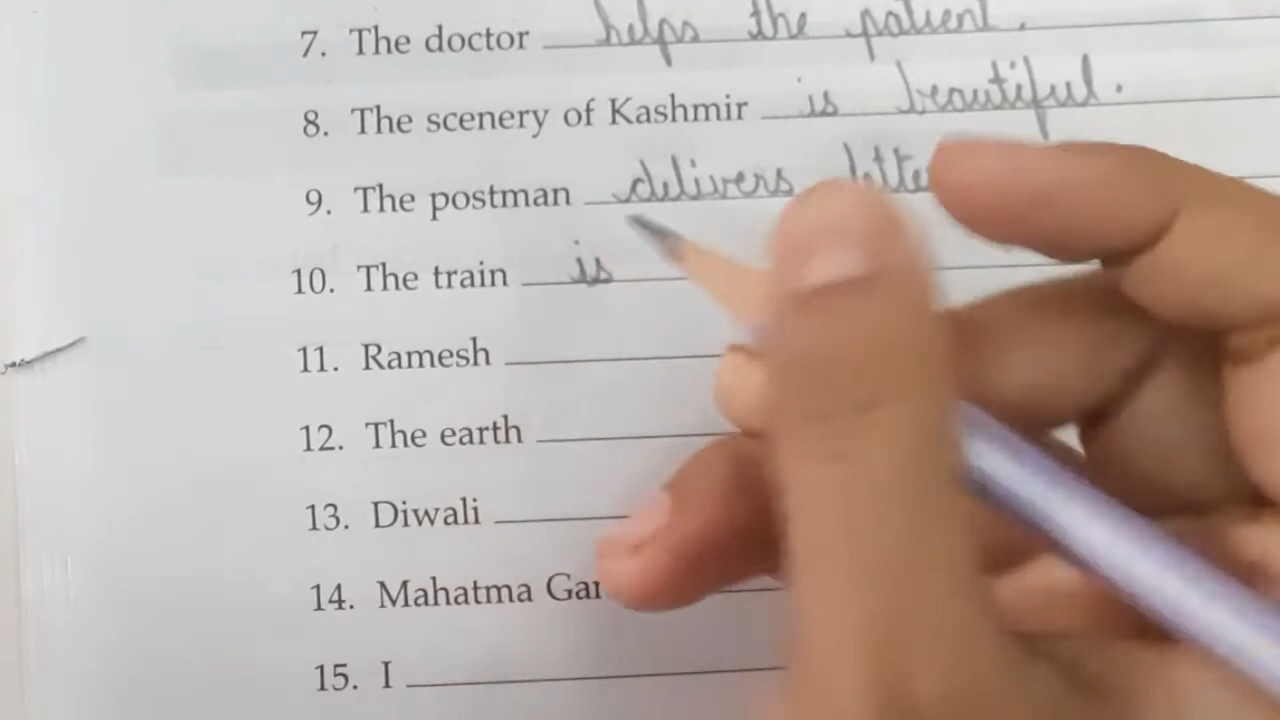 7. The doctor helps the patient.
8. The scenery of Kashmir is beautiful.
9. The postman delivers
10. The train is
11. Ramesh
12. The earth
13. Diwali
14. Mahatma
15. I